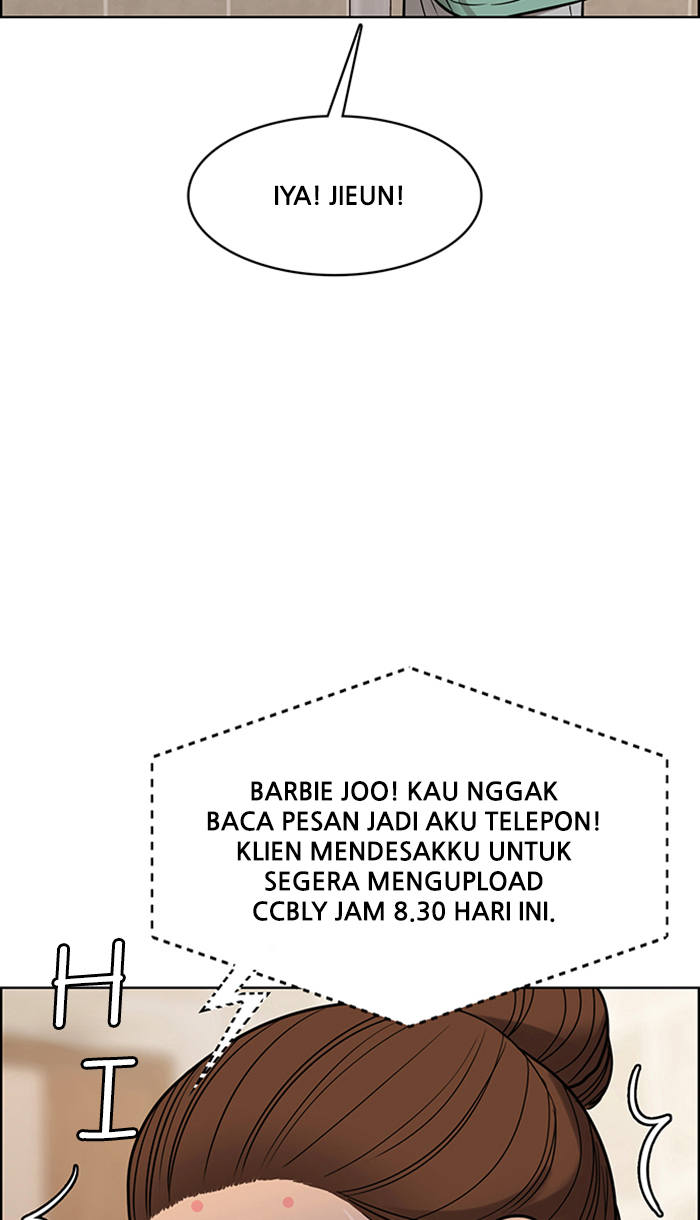 IYA! JIEUN!
BARBIE JOO! KAU NGGAK
BACA PESAN JADI AKU TELEPON!
KLIEN MENDESAKKU UNTUK
SEGERA MENGUPLOAD
CCBLY JAM 8.30 HARI INI.
H
I